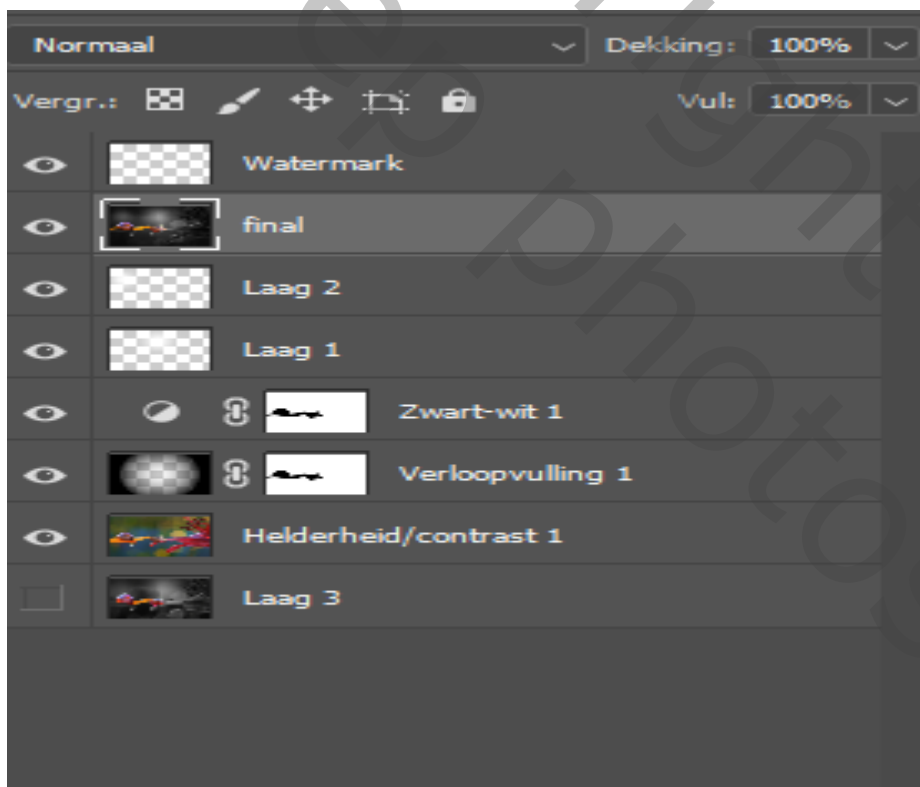 Normaal Dekking: 100%
Vergr.: Vul: 100%
Watermark
final
Laag 2
Laag 1
Zwart-wit 1
Verloopvulling 1
Helderheid/contrast 1
Laag 3